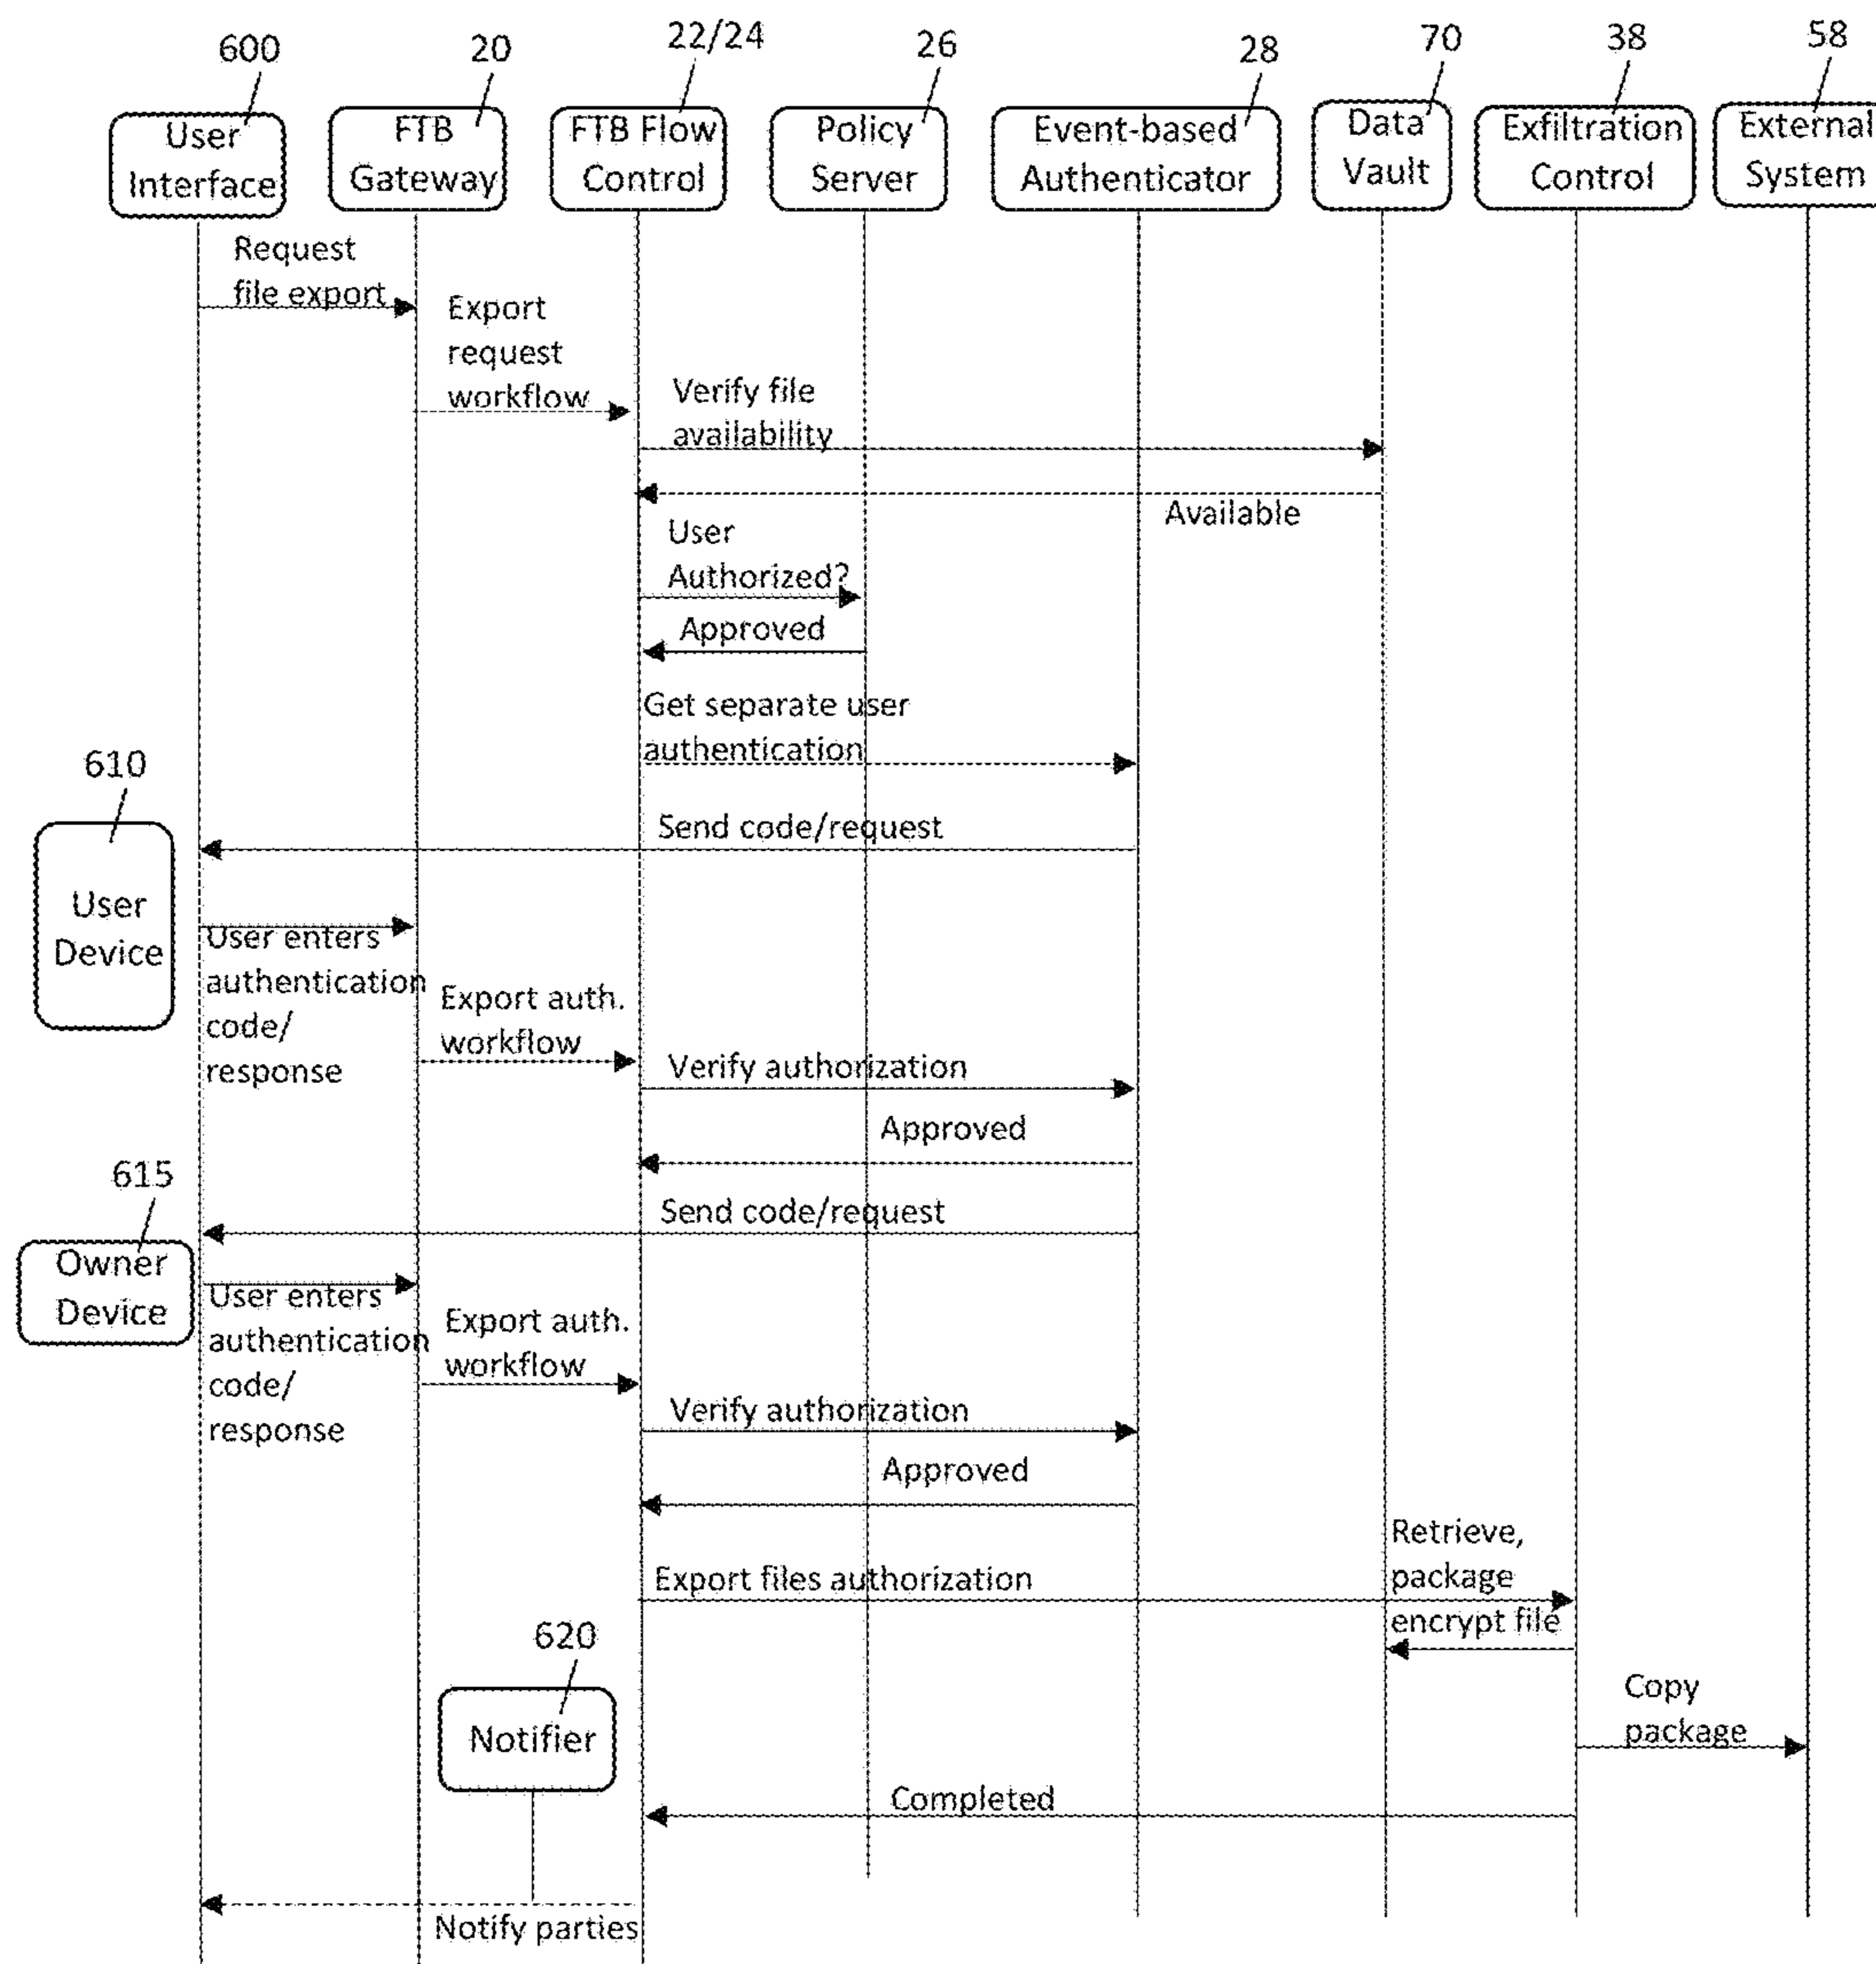 600
20
22/24
26
28
70
38
58
User
Interface
FTB
Gateway
FTB Flow
Control
Policy
Server
Event-based
Authenticator
Data
Vault
Exfiltration
Control
External
System
Request
file export
Export
request
workflow
Verify file
availability
Available
User
Authorized?
Approved
Get separate user
authentication
610
User
Device
Send code/request
User enters
authentication
code/
response
Export auth.
workflow
Verify authorization
Approved
615
Owner
Device
Send code/request
User enters
authentication
code/
response
Export auth.
workflow
Verify authorization
Approved
Export files authorization
Retrieve,
package
encrypt file
620
Notifier
Copy
package
Completed
Notify parties